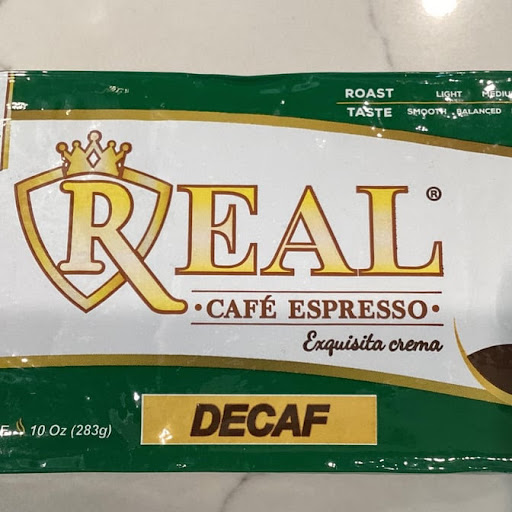 ROAST LIGHT
TASTE SMOOTH BALANCED
REAL®
· CAFÉ ESPRESSO ·
Exquisita crema
10 Oz (283g)
DECAF